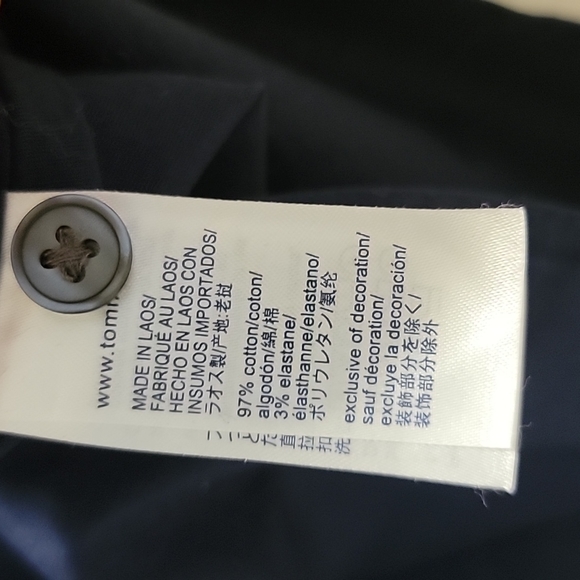 www.tommy
MADE IN LAOS/
FABRIQUÉ AU LAOS/
HECHO EN LAOS CON
INSUMOS IMPORTADOS/
ラオス製/产地:老挝
97% cotton/coton/
algodón/綿/棉
3% elastane/
élasthanne/elastano/
ポリウレタン/氨纶
exclusive of decoration/
sauf décoration/
excluye la decoración/
装飾部分を除く/
装饰部分除外